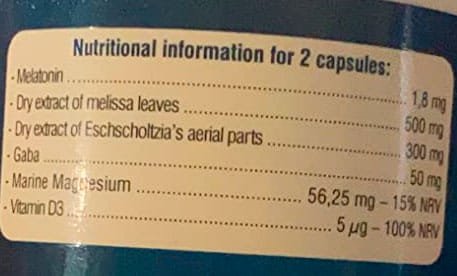 Nutritional information for 2 capsules:
- Melatonin .................... 1,8 mg
- Dry extract of melissa leaves .................... 500 mg
- Dry extract of Eschscholtzia's aerial parts .................... 300 mg
- Gaba .................... 50 mg
- Marine Magnesium .................... 56,25 mg – 15% NRV
- Vitamin D3 .................... 5 µg – 100% NRV